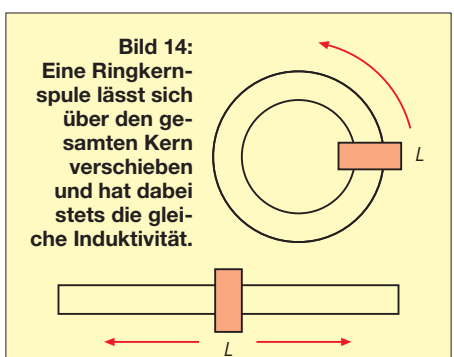 Bild 14:
Eine Ringkern-
spule lässt sich
über den ge-
samten Kern
verschieben
und hat dabei
stets die glei-
che Induktivität.
L
L